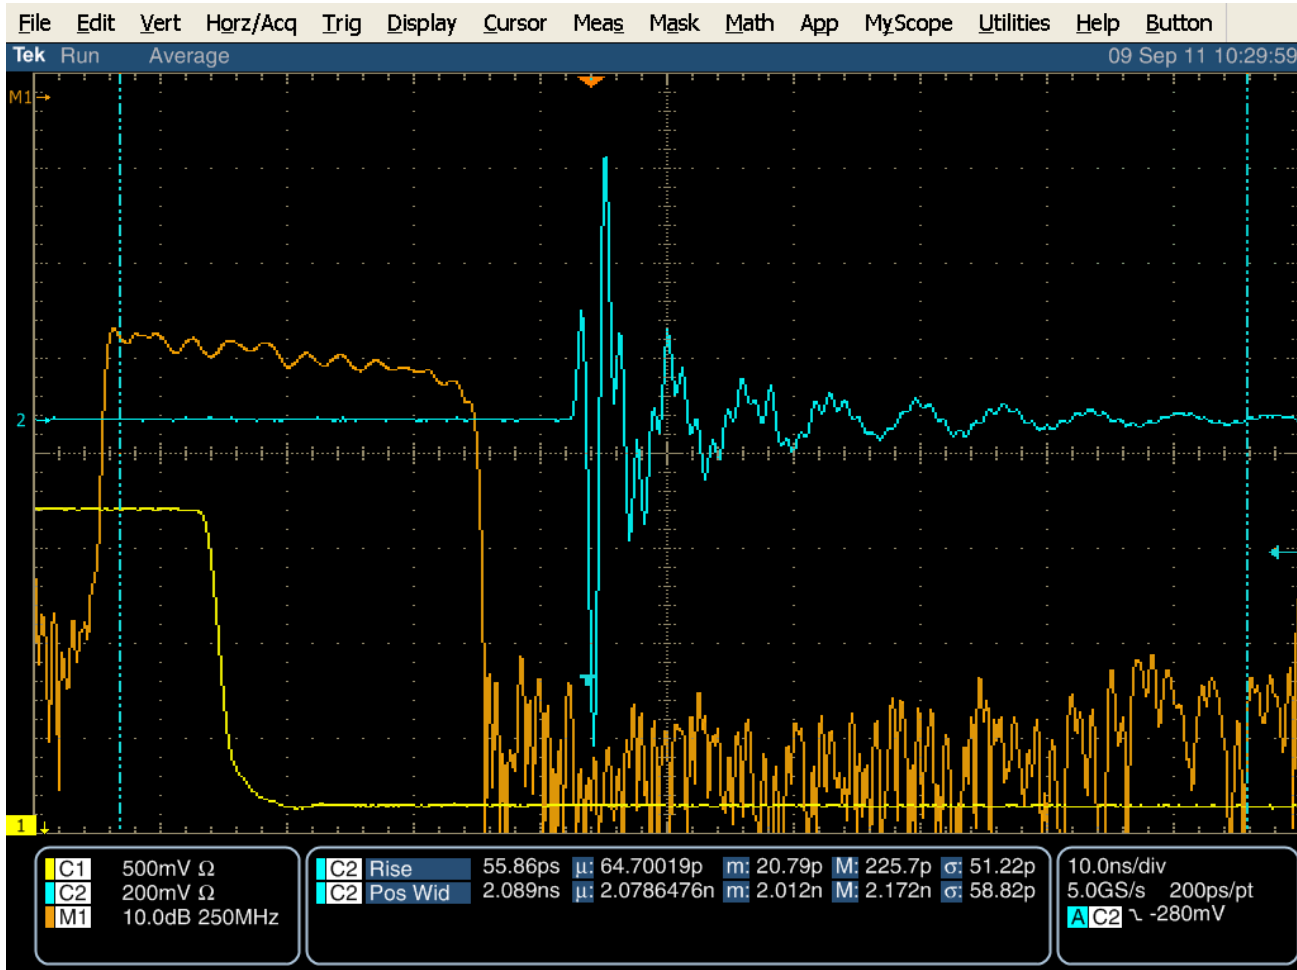 File Edit Vert Horz/Acq Trig Display Cursor Meas Mask Math App MyScope Utilities Help Button
Tek Run Average 09 Sep 11 10:29:59
M1
2
1
C1 500mV Ω
C2 200mV Ω
M1 10.0dB 250MHz
C2 Rise 55.86ps µ: 64.70019p m: 20.79p M: 225.7p σ: 51.22p
C2 Pos Wid 2.089ns µ: 2.0786476n m: 2.012n M: 2.172n σ: 58.82p
10.0ns/div
5.0GS/s 200ps/pt
A C2 -280mV